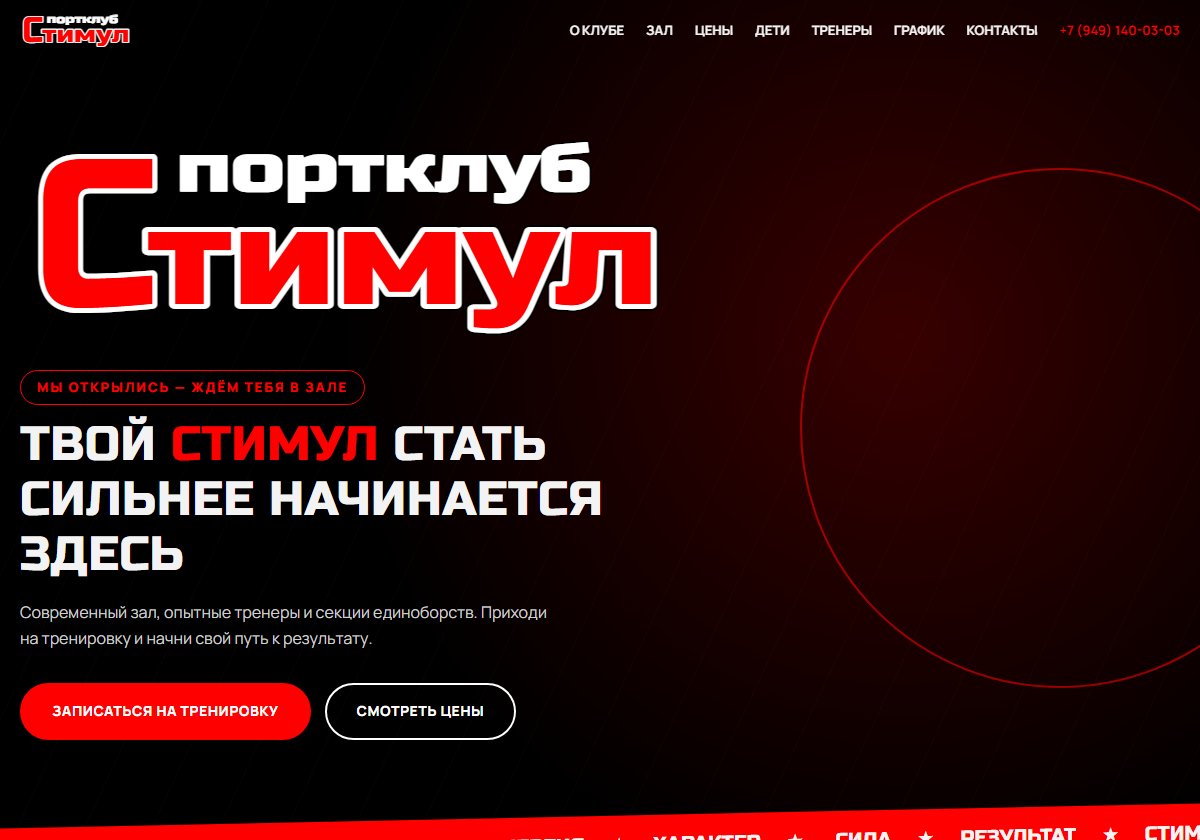 портклуб
Стимул
О КЛУБЕ ЗАЛ ЦЕНЫ ДЕТИ ТРЕНЕРЫ ГРАФИК КОНТАКТЫ +7 (949) 140-03-03
портклуб
Стимул
МЫ ОТКРЫЛИСЬ — ЖДЁМ ТЕБЯ В ЗАЛЕ
ТВОЙ СТИМУЛ СТАТЬ
СИЛЬНЕЕ НАЧИНАЕТСЯ
ЗДЕСЬ
Современный зал, опытные тренеры и секции единоборств. Приходи
на тренировку и начни свой путь к результату.
ЗАПИСАТЬСЯ НА ТРЕНИРОВКУ СМОТРЕТЬ ЦЕНЫ
ХАРАКТЕР ★ СИЛА ★ РЕЗУЛЬТАТ ★ СТИМ